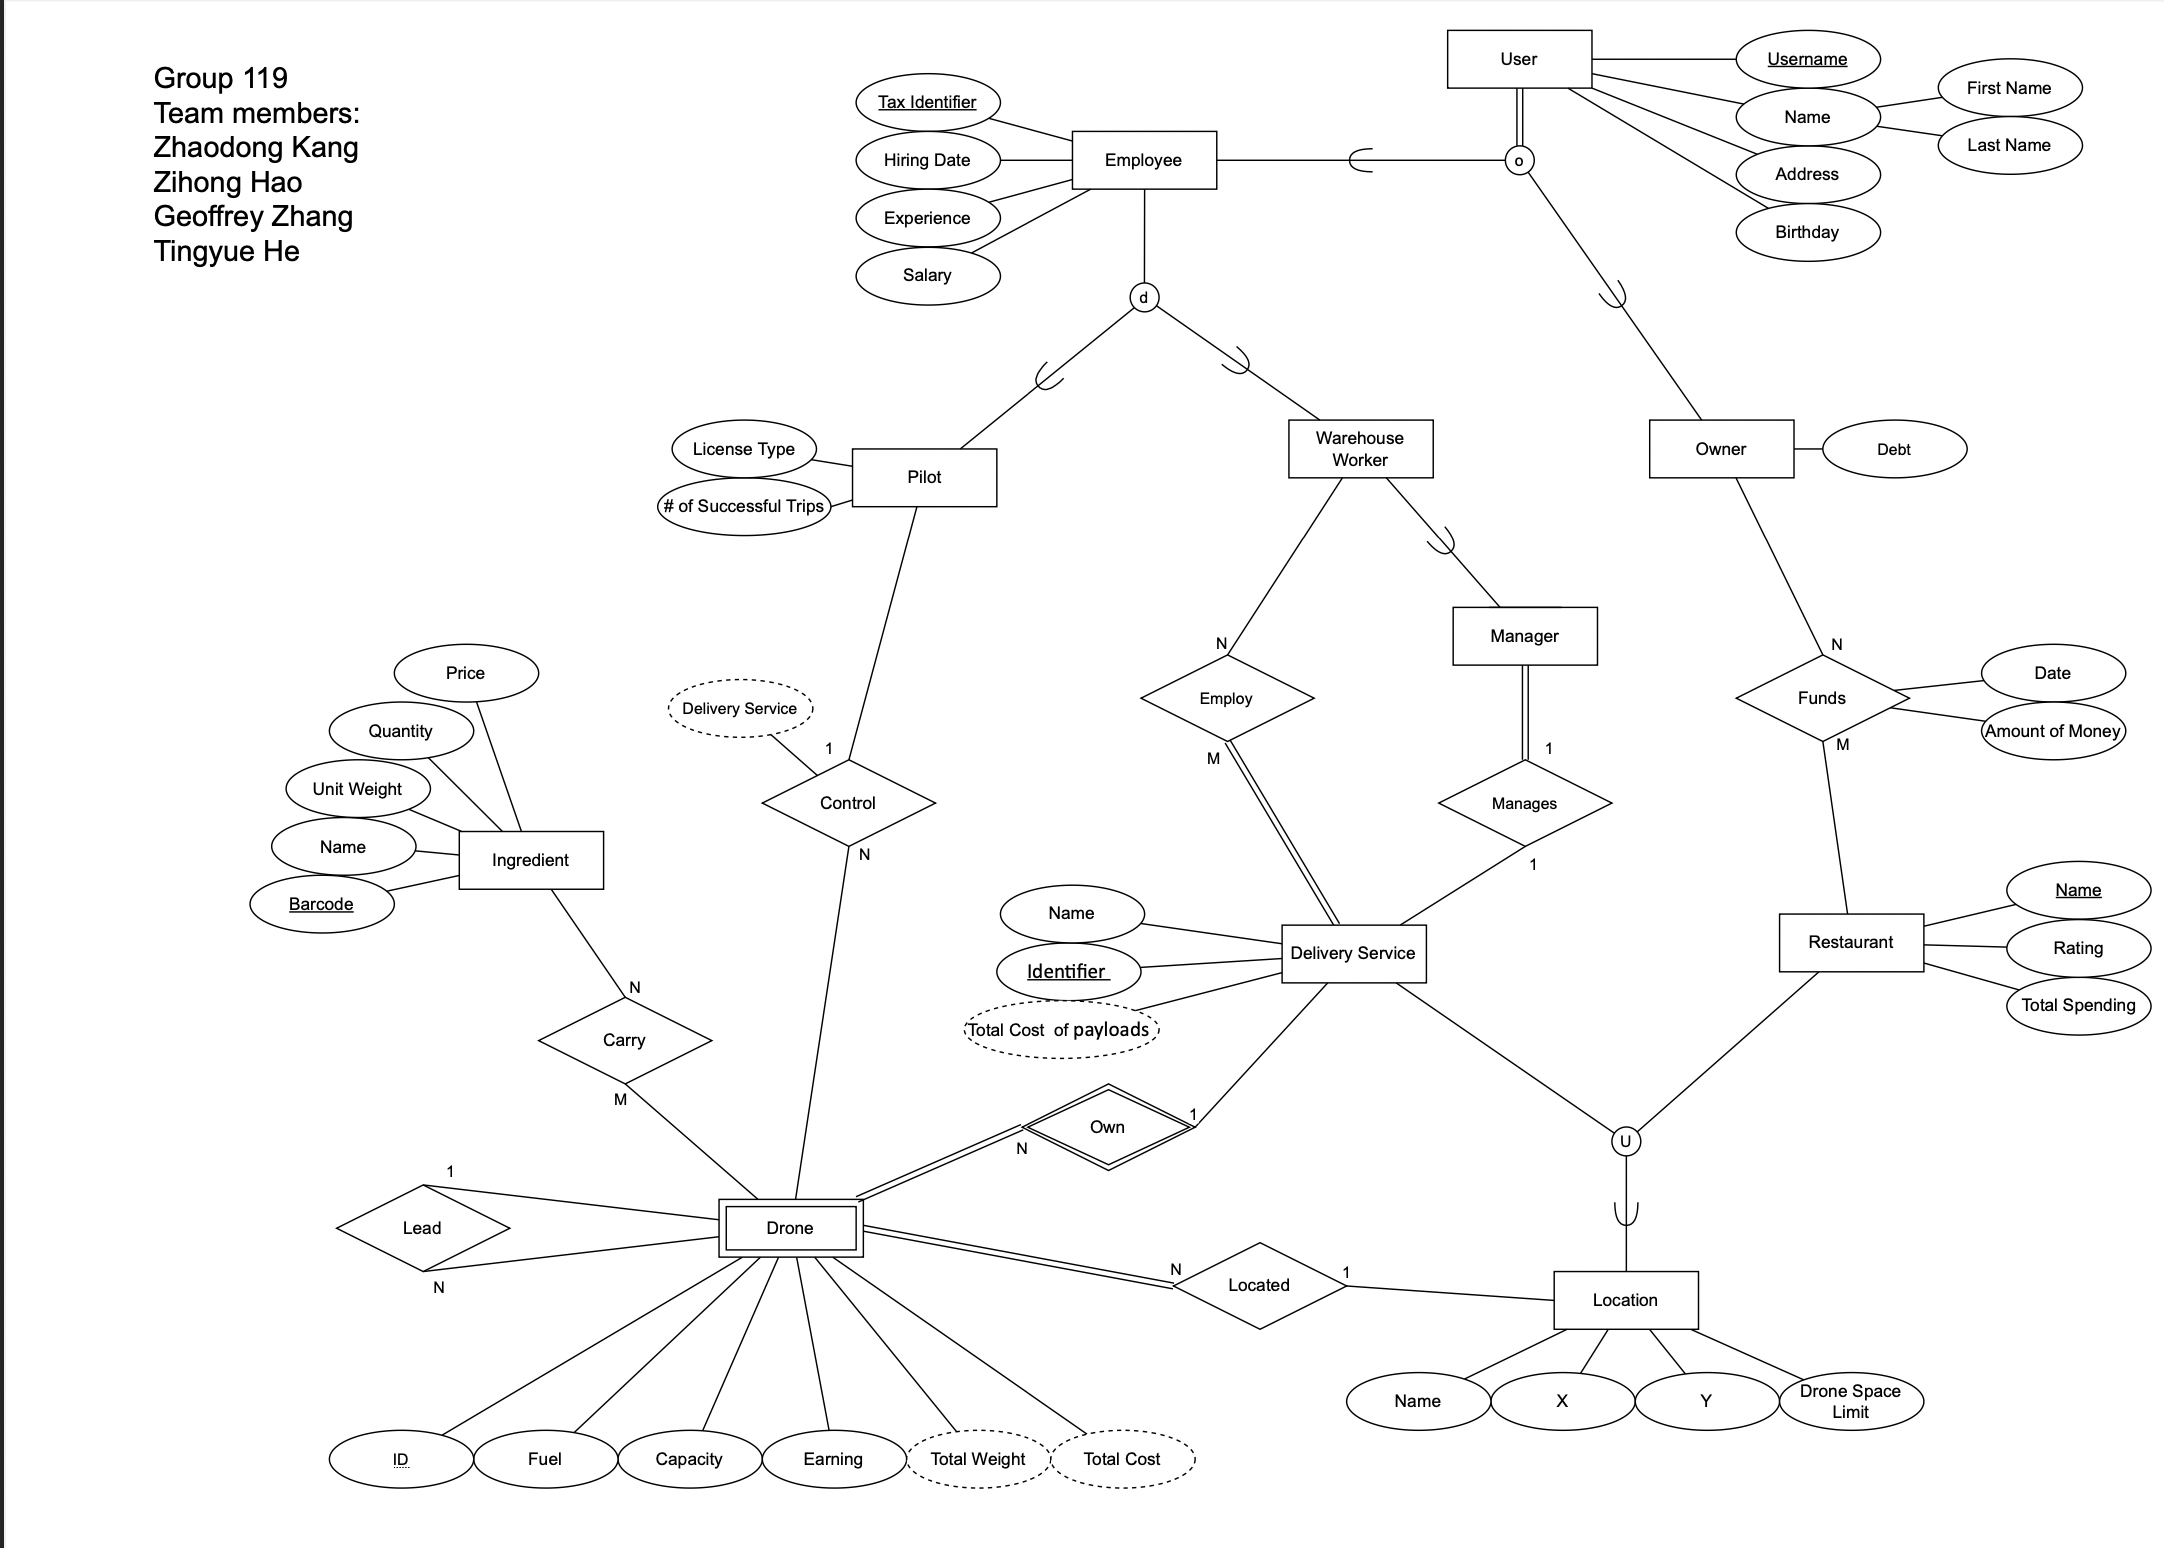 Group 119
Team members:
Zhaodong Kang
Zihong Hao
Geoffrey Zhang
Tingyue He
User
Username
Name
First Name
Last Name
Address
Birthday
Tax Identifier
Hiring Date
Experience
Salary
Employee
o
d
License Type
# of Successful Trips
Pilot
Warehouse
Worker
Owner
Debt
Manager
N
Employ
M
1
Manages
1
N
Funds
M
Date
Amount of Money
Price
Quantity
Unit Weight
Name
Barcode
Ingredient
Delivery Service
1
Control
N
Name
Identifier
Total Cost of payloads
Delivery Service
Restaurant
Name
Rating
Total Spending
N
Carry
M
Own
1
N
U
1
Lead
N
Drone
N
Located
1
Location
Name
X
Y
Drone Space
Limit
ID
Fuel
Capacity
Earning
Total Weight
Total Cost